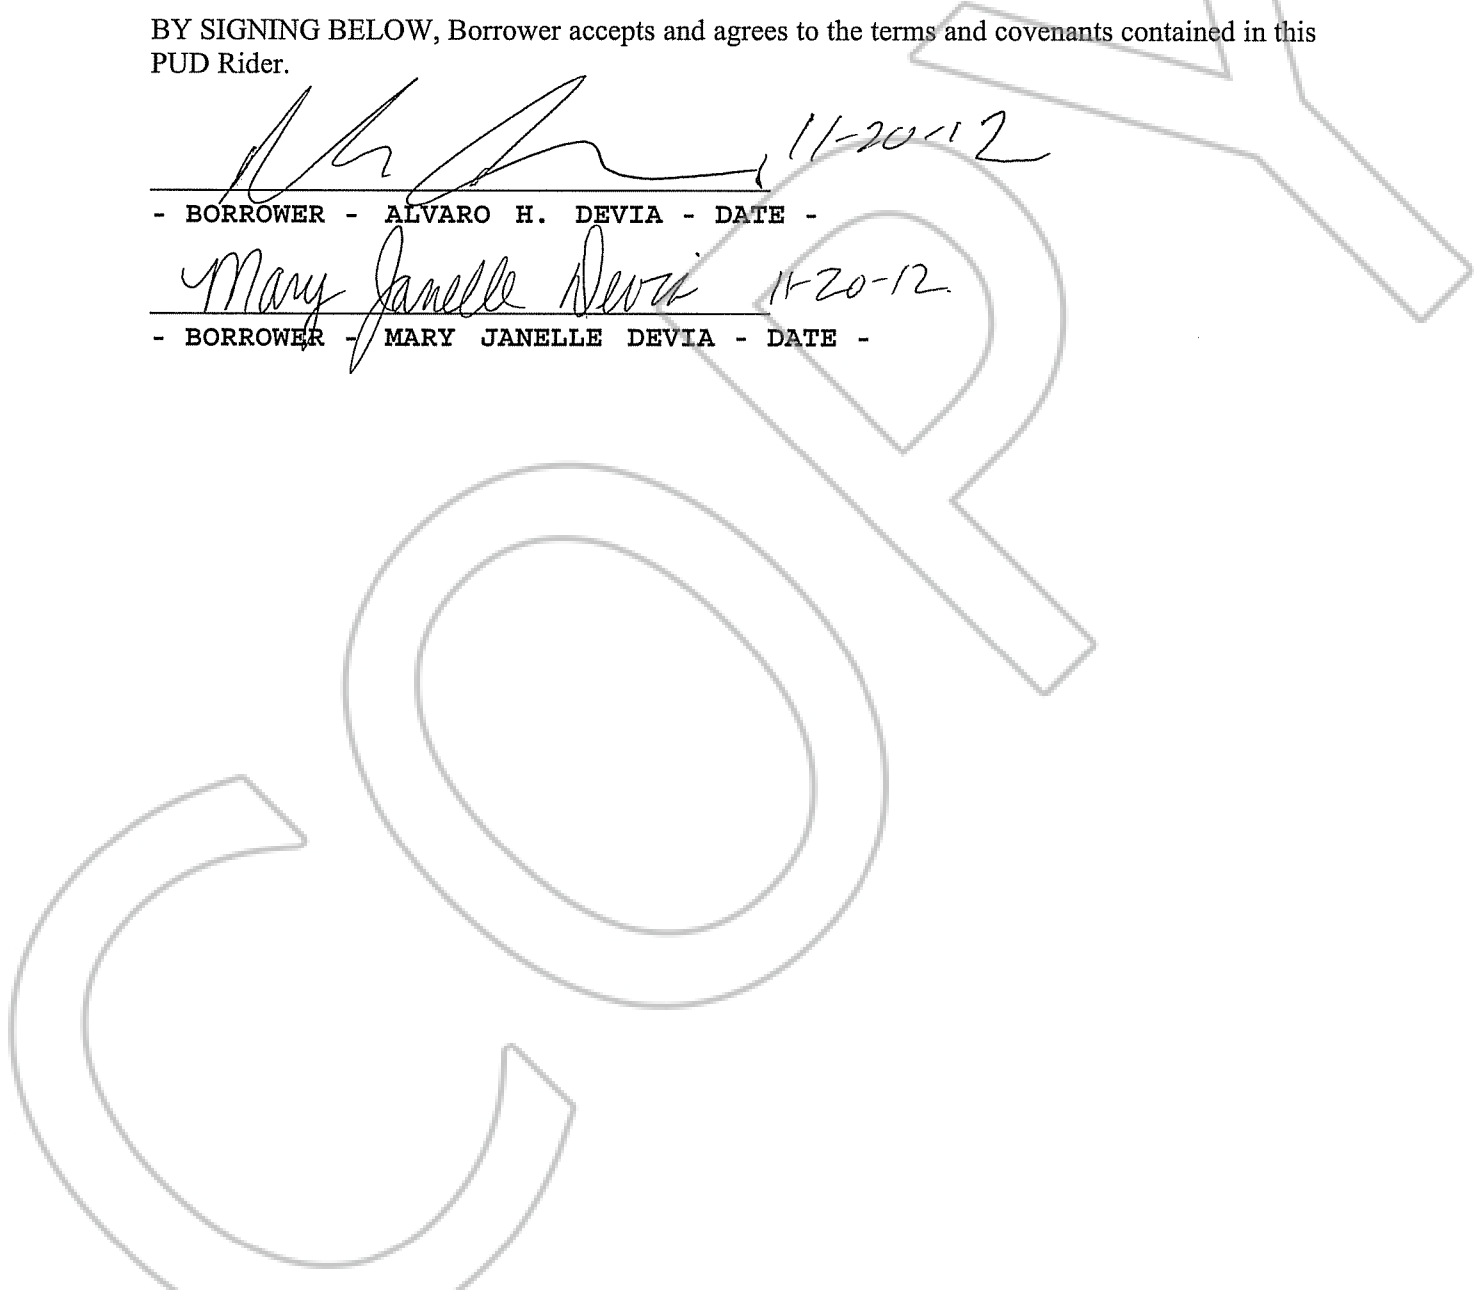 BY SIGNING BELOW, Borrower accepts and agrees to the terms and covenants contained in this
PUD Rider.
11-20-12
- BORROWER - ALVARO H. DEVIA - DATE -
Mary Janelle Devia 11-20-12
- BORROWER - MARY JANELLE DEVIA - DATE -
COPY